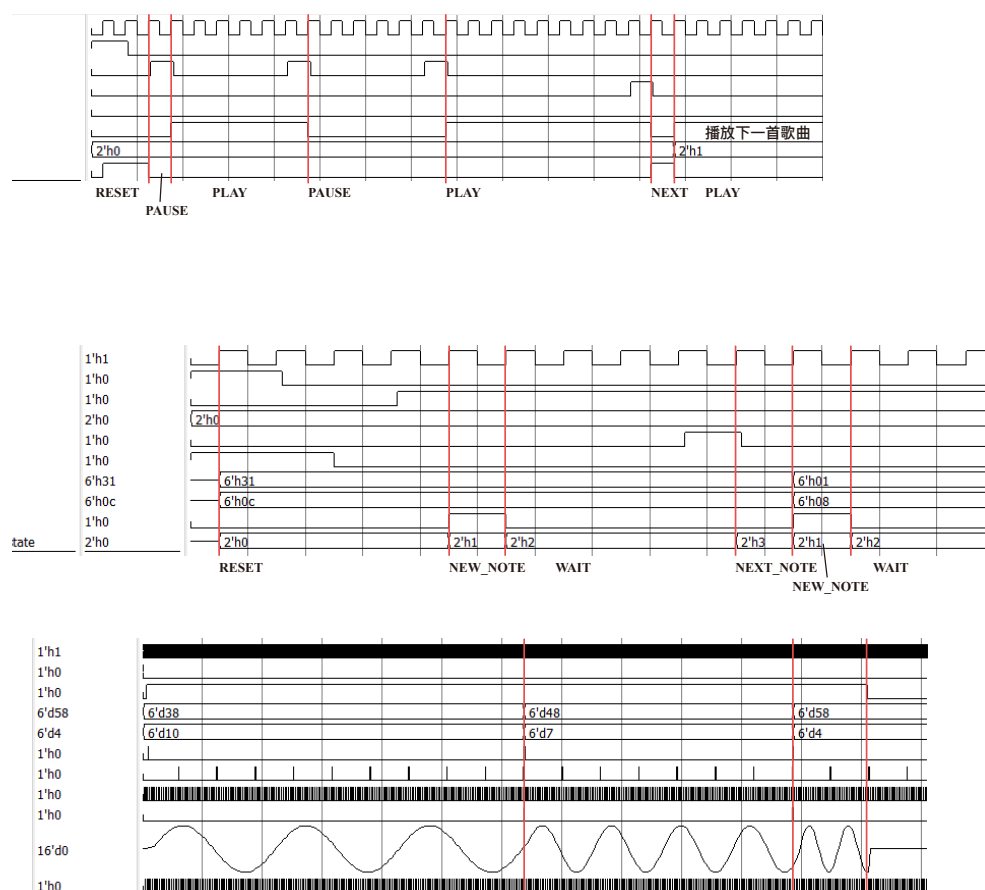 播放下一首歌曲
2'h0 2'h1
RESET PLAY PAUSE PLAY NEXT PLAY
PAUSE
1'h1
1'h0
1'h0
2'h0 2'h0
1'h0
1'h0
6'h31 6'h31 6'h01
6'h0c 6'h0c 6'h08
1'h0
tate 2'h0 2'h0 2'h1 2'h2 2'h3 2'h1 2'h2
RESET NEW_NOTE WAIT NEXT_NOTE WAIT
NEW_NOTE
1'h1
1'h0
1'h0
6'd58 6'd38 6'd48 6'd58
6'd4 6'd10 6'd7 6'd4
1'h0
1'h0
1'h0
1'h0
16'd0
1'h0